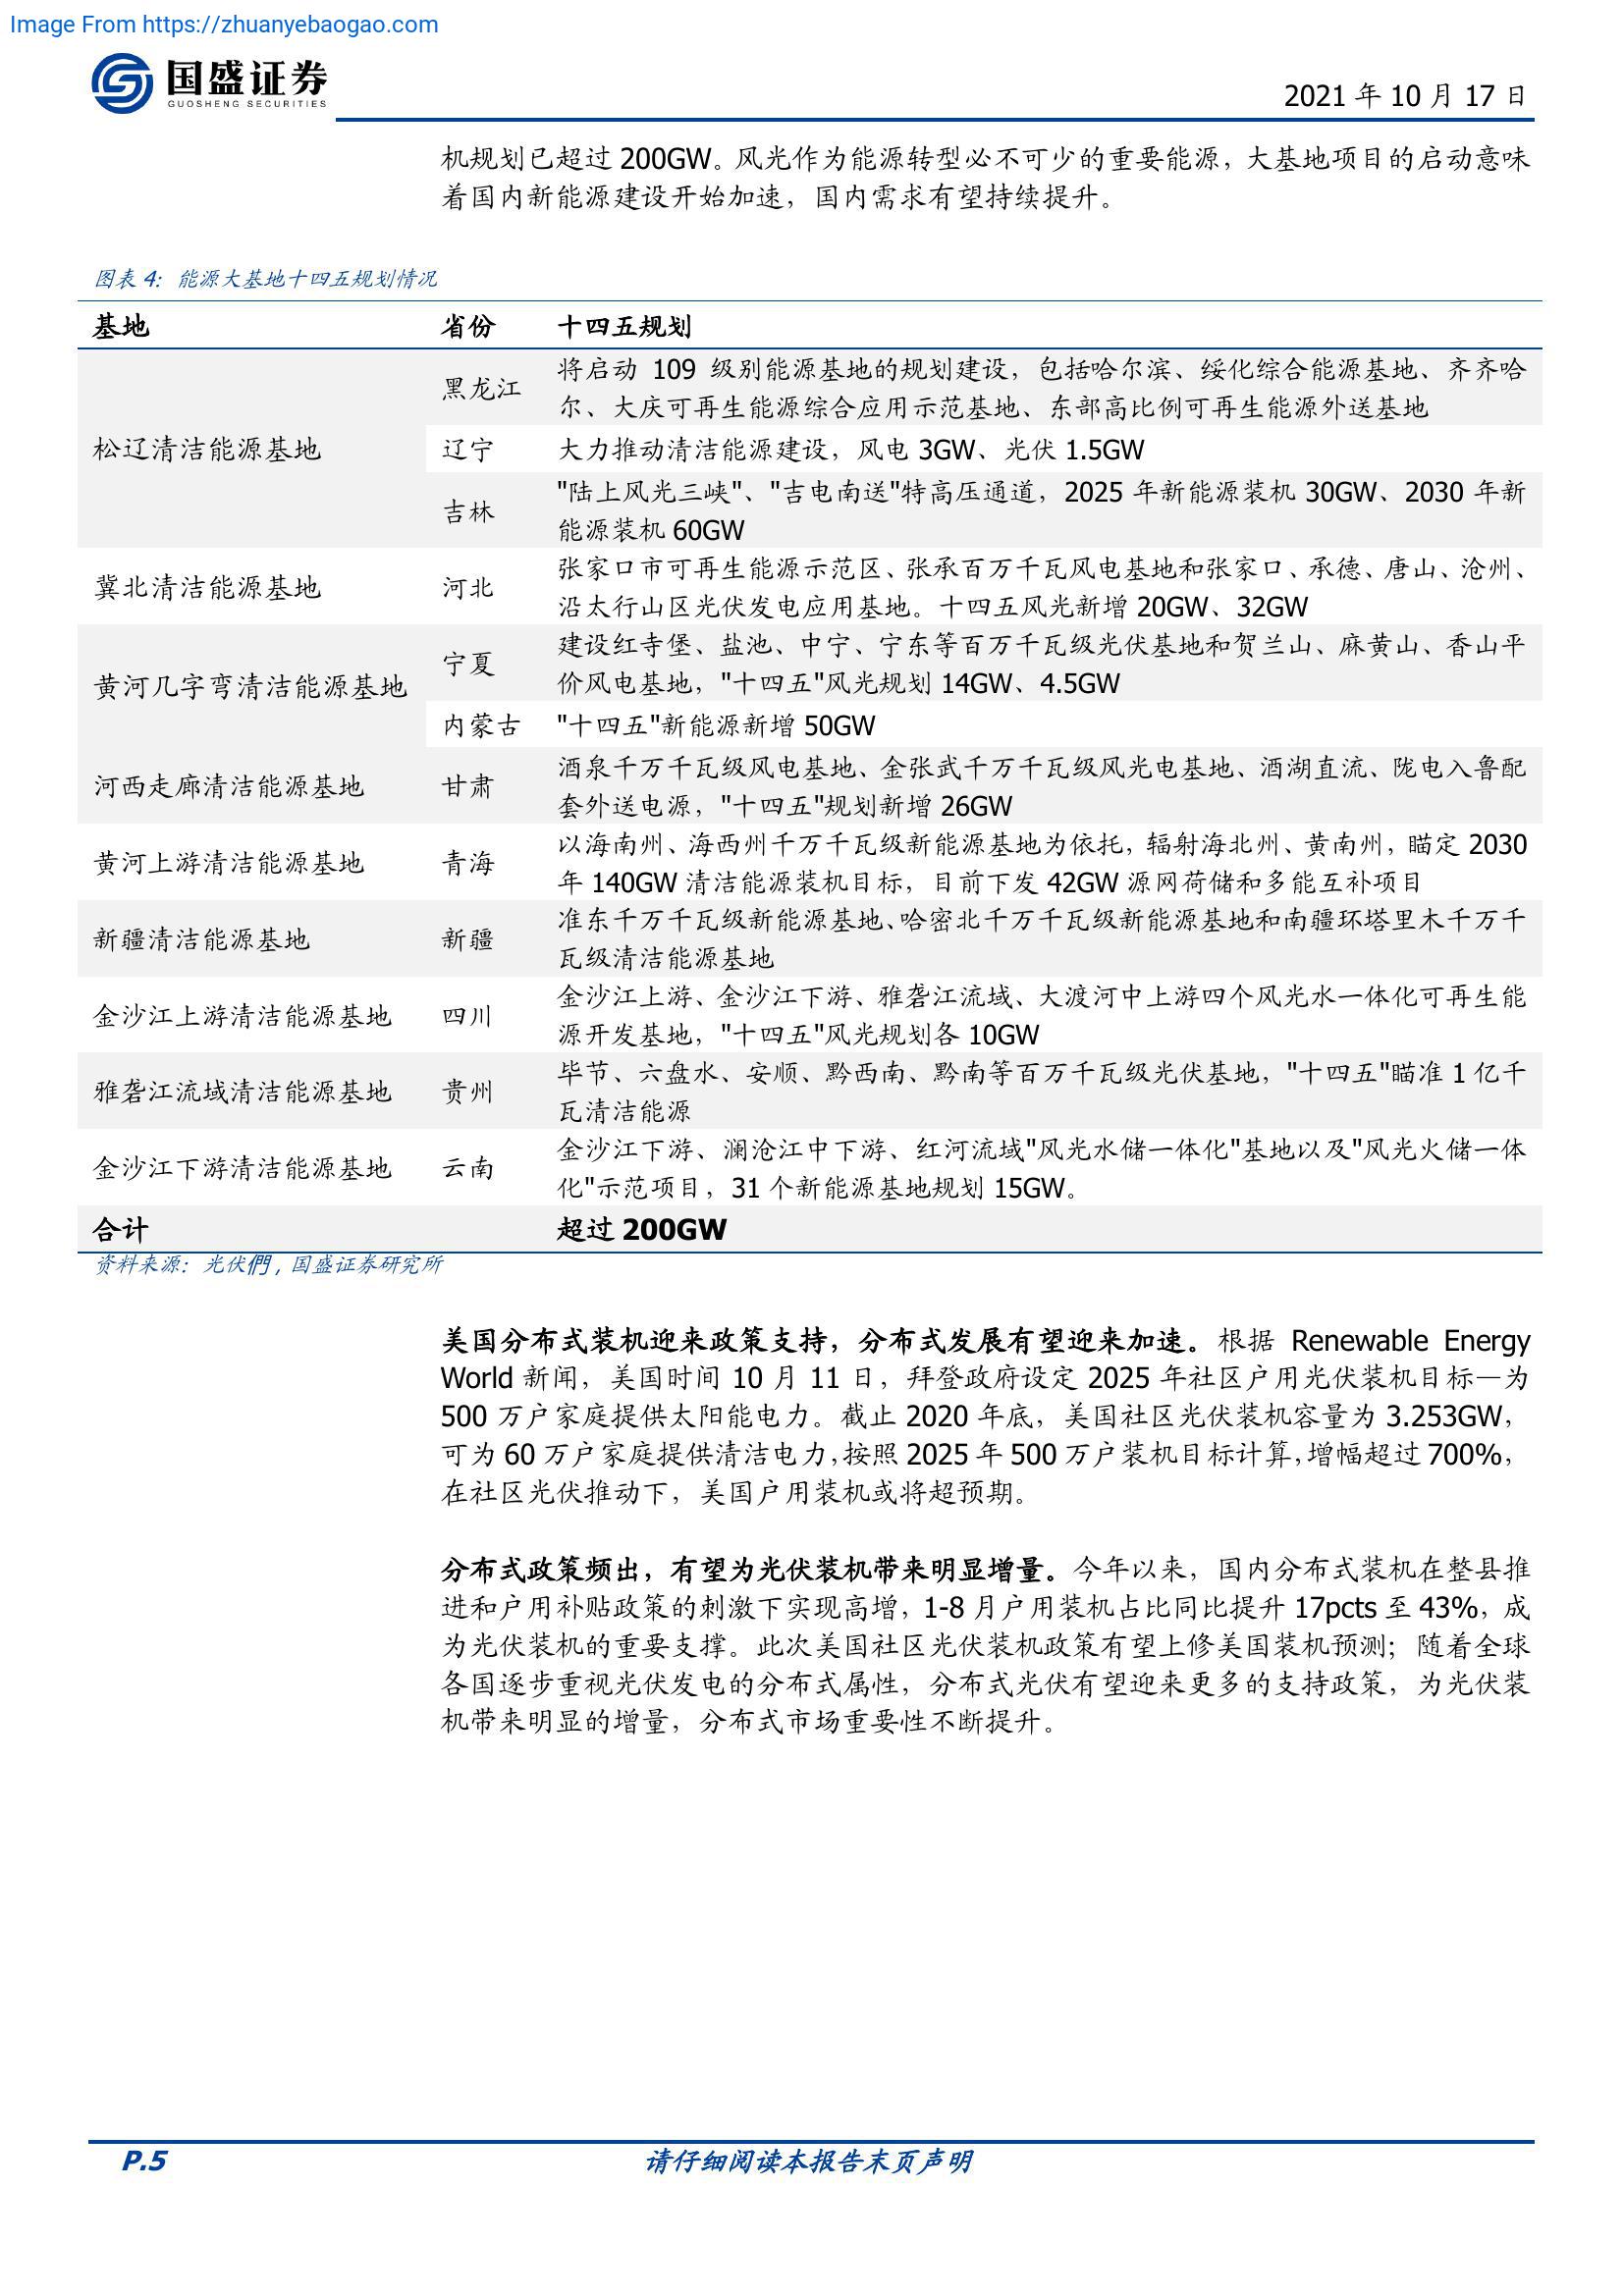 Image From https://zhuanyebaogao.com
国盛证券
GUOSHENG SECURITIES
2021 年 10 月 17 日
机规划已超过 200GW。风光作为能源转型必不可少的重要能源，大基地项目的启动意味
着国内新能源建设开始加速，国内需求有望持续提升。
图表 4：能源大基地十四五规划情况
基地 省份 十四五规划
松辽清洁能源基地
黑龙江
将启动 109 级别能源基地的规划建设，包括哈尔滨、绥化综合能源基地、齐齐哈
尔、大庆可再生能源综合应用示范基地、东部高比例可再生能源外送基地
辽宁 大力推动清洁能源建设，风电 3GW、光伏 1.5GW
吉林
"陆上风光三峡"、"吉电南送"特高压通道，2025 年新能源装机 30GW、2030 年新
能源装机 60GW
冀北清洁能源基地 河北
张家口市可再生能源示范区、张承百万千瓦风电基地和张家口、承德、唐山、沧州、
沿太行山区光伏发电应用基地。十四五风光新增 20GW、32GW
黄河几字弯清洁能源基地
宁夏
建设红寺堡、盐池、中宁、宁东等百万千瓦级光伏基地和贺兰山、麻黄山、香山平
价风电基地，"十四五"风光规划 14GW、4.5GW
内蒙古 "十四五"新能源新增 50GW
河西走廊清洁能源基地 甘肃
酒泉千万千瓦级风电基地、金张武千万千瓦级风光电基地、酒湖直流、陇电入鲁配
套外送电源，"十四五"规划新增 26GW
黄河上游清洁能源基地 青海
以海南州、海西州千万千瓦级新能源基地为依托，辐射海北州、黄南州，瞄定 2030
年 140GW 清洁能源装机目标，目前下发 42GW 源网荷储和多能互补项目
新疆清洁能源基地 新疆
准东千万千瓦级新能源基地、哈密北千万千瓦级新能源基地和南疆环塔里木千万千
瓦级清洁能源基地
金沙江上游清洁能源基地 四川
金沙江上游、金沙江下游、雅砻江流域、大渡河中上游四个风光水一体化可再生能
源开发基地，"十四五"风光规划各 10GW
雅砻江流域清洁能源基地 贵州
毕节、六盘水、安顺、黔西南、黔南等百万千瓦级光伏基地，"十四五"瞄准 1 亿千
瓦清洁能源
金沙江下游清洁能源基地 云南
金沙江下游、澜沧江中下游、红河流域"风光水储一体化"基地以及"风光火储一体
化"示范项目，31 个新能源基地规划 15GW。
合计 超过 200GW
资料来源：光伏們，国盛证券研究所
美国分布式装机迎来政策支持，分布式发展有望迎来加速。根据 Renewable Energy
World 新闻，美国时间 10 月 11 日，拜登政府设定 2025 年社区户用光伏装机目标—为
500 万户家庭提供太阳能电力。截止 2020 年底，美国社区光伏装机容量为 3.253GW，
可为 60 万户家庭提供清洁电力，按照 2025 年 500 万户装机目标计算，增幅超过 700%，
在社区光伏推动下，美国户用装机或将超预期。
分布式政策频出，有望为光伏装机带来明显增量。今年以来，国内分布式装机在整县推
进和户用补贴政策的刺激下实现高增，1-8 月户用装机占比同比提升 17pcts 至 43%，成
为光伏装机的重要支撑。此次美国社区光伏装机政策有望上修美国装机预测；随着全球
各国逐步重视光伏发电的分布式属性，分布式光伏有望迎来更多的支持政策，为光伏装
机带来明显的增量，分布式市场重要性不断提升。
P.5 请仔细阅读本报告末页声明